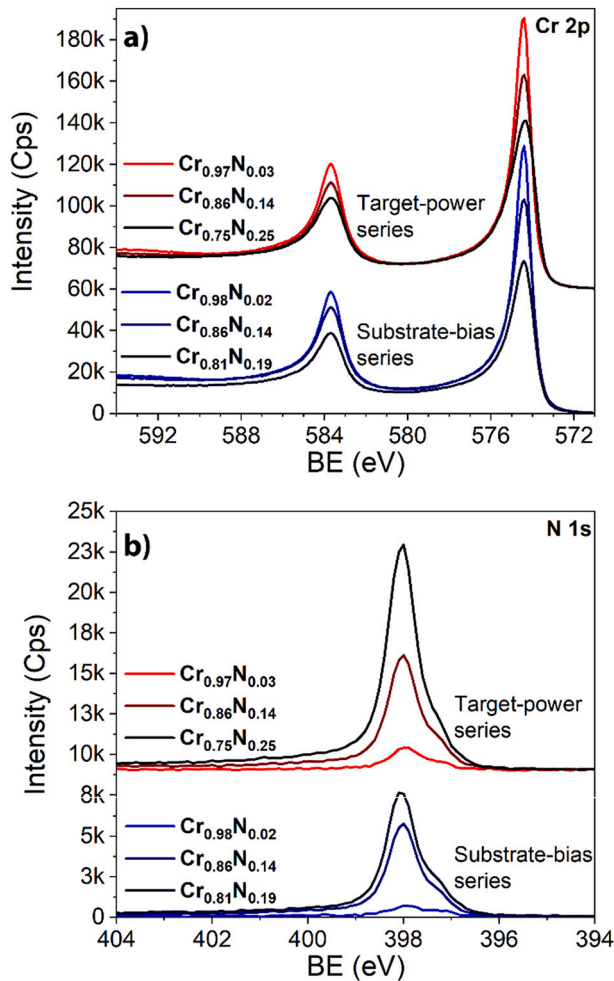 a)
Cr 2p
180k
160k
140k
120k
100k
80k
60k
40k
20k
0
Intensity (Cps)
Cr0.97N0.03
Cr0.86N0.14
Cr0.75N0.25
Target-power
series
Cr0.98N0.02
Cr0.86N0.14
Cr0.81N0.19
Substrate-bias
series
592 588 584 580 576 572
BE (eV)
b)
N 1s
25k
23k
20k
18k
15k
13k
10k
8k
5k
3k
0
Intensity (Cps)
Cr0.97N0.03
Cr0.86N0.14
Cr0.75N0.25
Target-power
series
Cr0.98N0.02
Cr0.86N0.14
Cr0.81N0.19
Substrate-bias
series
404 402 400 398 396 394
BE (eV)